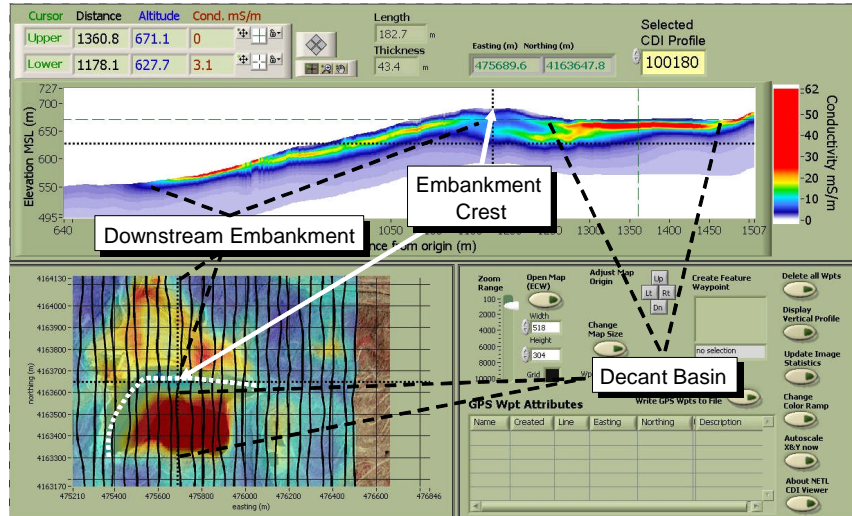 Cursor Distance Altitude Cond. mS/m
Upper 1360.8 671.1 0
Lower 1178.1 627.7 3.1
Length
182.7 m
Thickness
43.4 m
Easting (m) Northing (m)
475689.6 4163647.8
Selected
CDI Profile
100180
727
700
650
600
550
495
Elevation MSL (m)
640 1050 1250 1350 1400 1450 1507
from origin (m)
62
50
40
30
20
10
0
Conductivity mS/m
Embankment
Crest
Downstream Embankment
Decant Basin
4164130
4164000
4163900
4163800
4163700
4163600
4163500
4163400
4163300
4163170
northing (m)
475210 475400 475600 475800 476000 476200 476400 476600 476846
easting (m)
Zoom
Range
100
2000
4000
6000
8000
10000
Open Map
(ECW)
Width
518
Height
304
Grid
Adjust Map
Origin
Up
Lt Rt
Dn
Change
Map Size
Create Feature
Waypoint
no selection
Write GPS Wpts to File
GPS Wpt Attributes
Name Created Line Easting Northing Description
Delete all Wpts
Display
Vertical Profile
Update Image
Statistics
Change
Color Ramp
Autoscale
X&Y now
About NETL
CDI Viewer